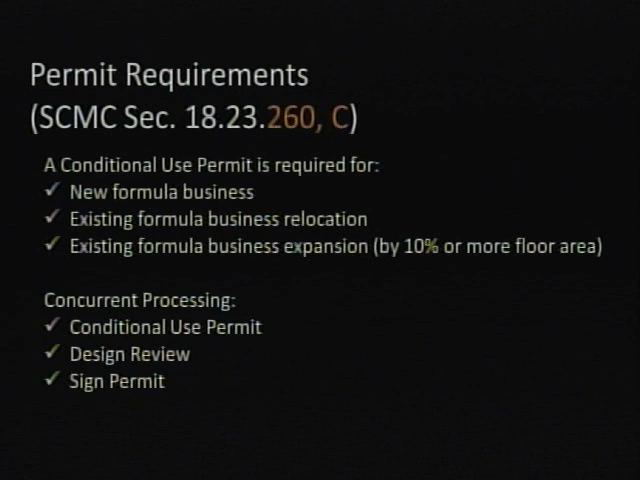 Permit Requirements
(SCMC Sec. 18.23.260, C)
A Conditional Use Permit is required for:
✓ New formula business
✓ Existing formula business relocation
✓ Existing formula business expansion (by 10% or more floor area)
Concurrent Processing:
✓ Conditional Use Permit
✓ Design Review
✓ Sign Permit